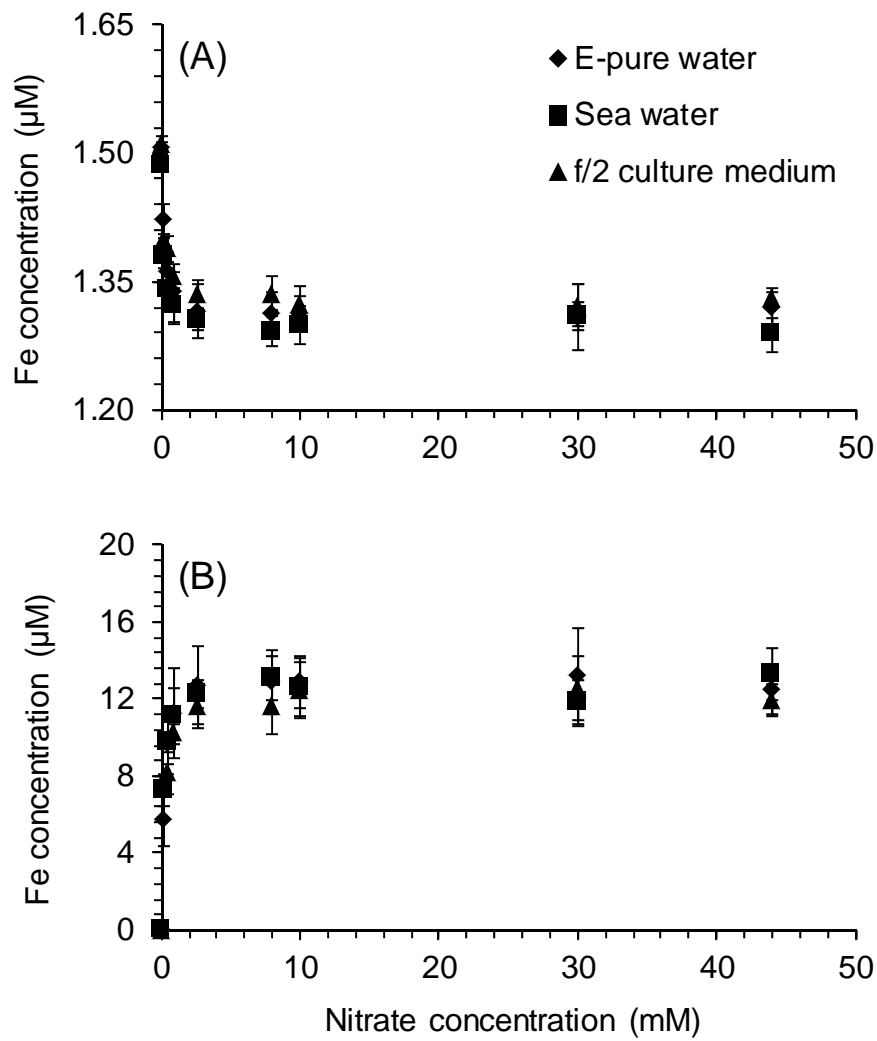 1.65
(A)
◆ E-pure water
■ Sea water
▲ f/2 culture medium
1.50
1.35
1.20
Fe concentration (µM)
0 10 20 30 40 50
20
(B)
16
12
8
4
0
Fe concentration (µM)
0 10 20 30 40 50
Nitrate concentration (mM)